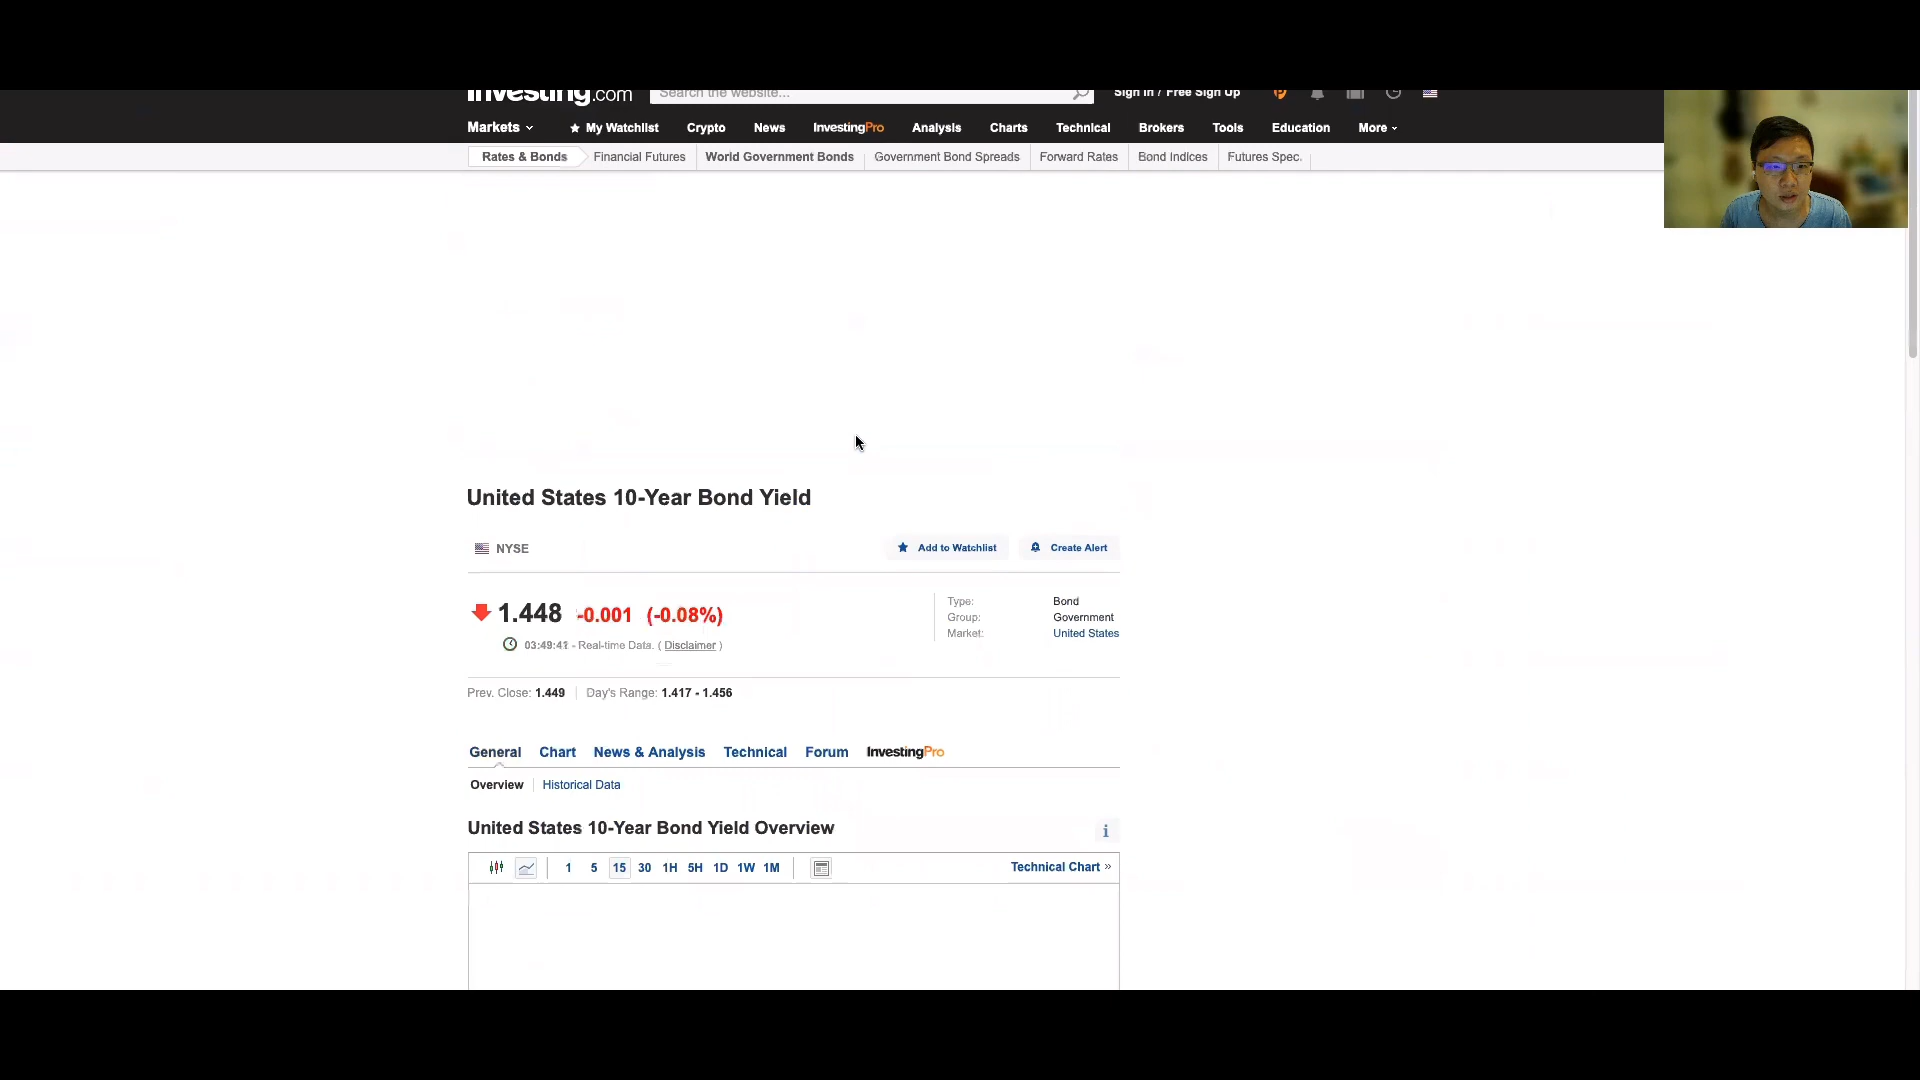 Investing.com Search the website... Sign In / Free Sign Up
Markets My Watchlist Crypto News InvestingPro Analysis Charts Technical Brokers Tools Education More
Rates & Bonds Financial Futures World Government Bonds Government Bond Spreads Forward Rates Bond Indices Futures Spec.
United States 10-Year Bond Yield
NYSE Add to Watchlist Create Alert
1.448 -0.001 (-0.08%)
03:49:41 - Real-time Data. ( Disclaimer )
Type: Bond
Group: Government
Market: United States
Prev. Close: 1.449 Day's Range: 1.417 - 1.456
General Chart News & Analysis Technical Forum InvestingPro
Overview Historical Data
United States 10-Year Bond Yield Overview
1 5 15 30 1H 5H 1D 1W 1M Technical Chart »